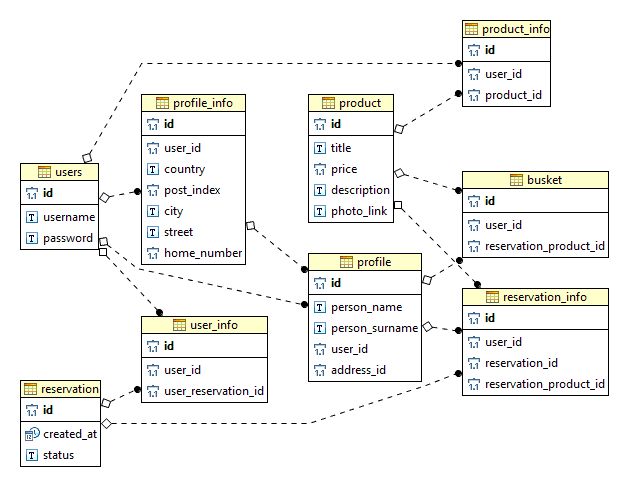 product_info
id
user_id
product_id
profile_info
id
user_id
country
post_index
city
street
home_number
product
id
title
price
description
photo_link
users
id
username
password
busket
id
user_id
reservation_product_id
profile
id
person_name
person_surname
user_id
address_id
reservation_info
id
user_id
reservation_id
reservation_product_id
user_info
id
user_id
user_reservation_id
reservation
id
created_at
status